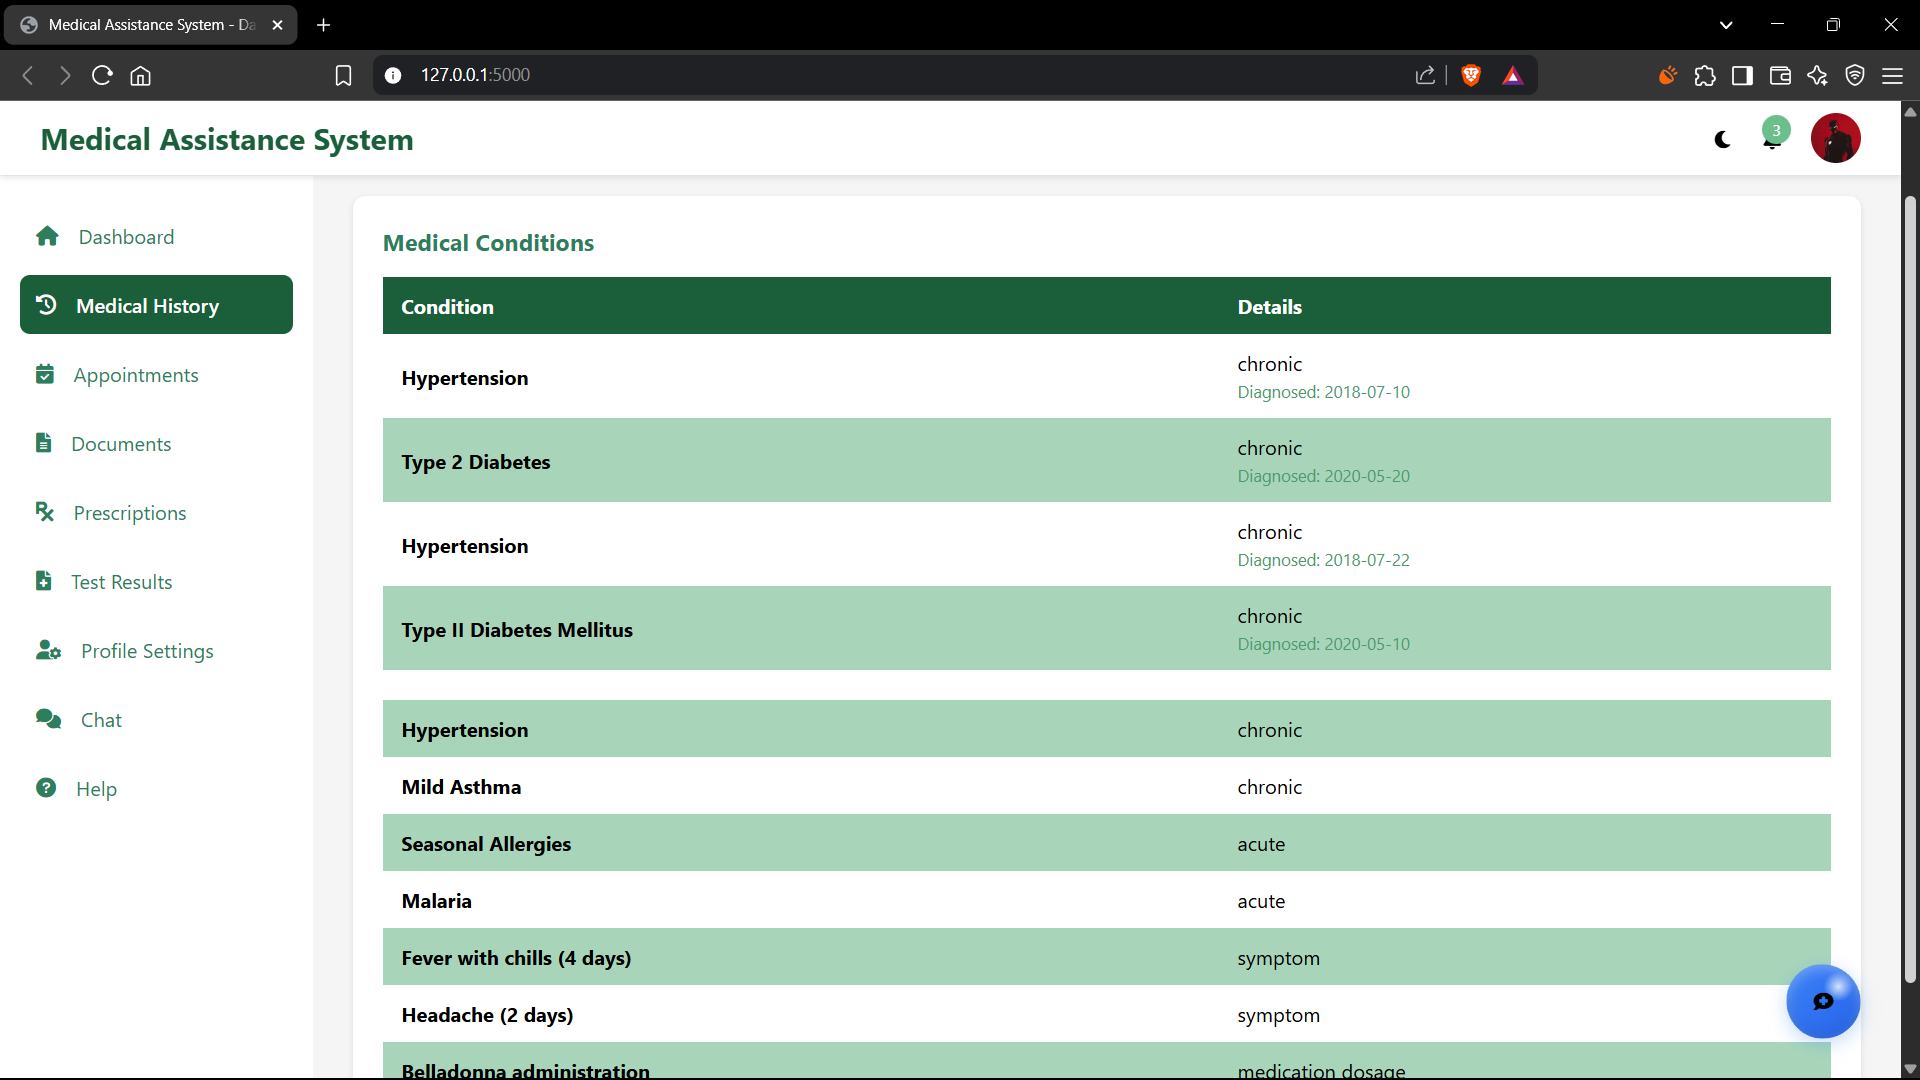 Medical Assistance System - Da
127.0.0.1:5000
Medical Assistance System
3
Dashboard
Medical History
Appointments
Documents
Prescriptions
Test Results
Profile Settings
Chat
Help
Medical Conditions
Condition Details
Hypertension chronic
Diagnosed: 2018-07-10
Type 2 Diabetes chronic
Diagnosed: 2020-05-20
Hypertension chronic
Diagnosed: 2018-07-22
Type II Diabetes Mellitus chronic
Diagnosed: 2020-05-10
Hypertension chronic
Mild Asthma chronic
Seasonal Allergies acute
Malaria acute
Fever with chills (4 days) symptom
Headache (2 days) symptom
Belladonna administration medication dosage